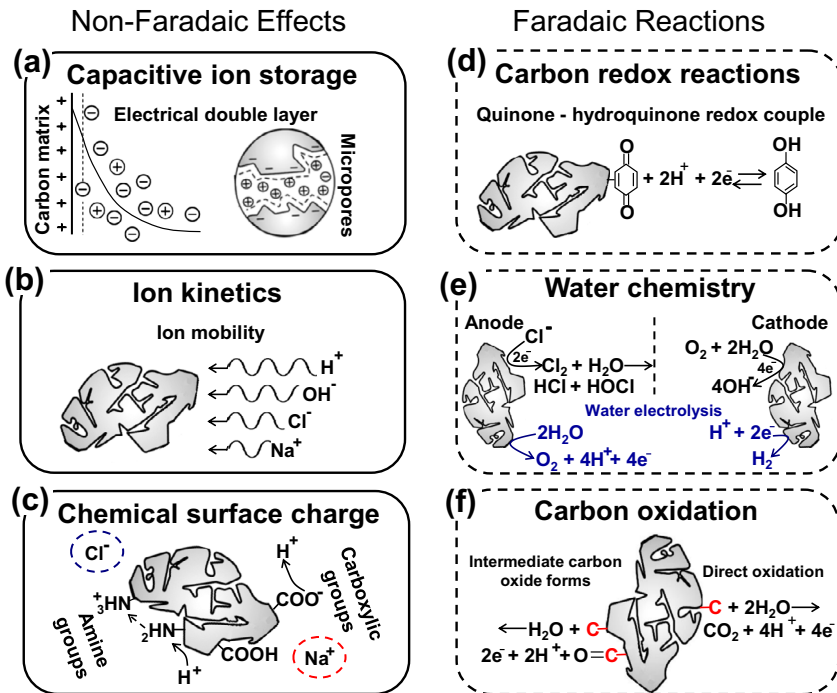 Non-Faradaic Effects
Faradaic Reactions
(a)
Capacitive ion storage
Electrical double layer
Carbon matrix
Micropores
(b)
Ion kinetics
Ion mobility
H⁺
OH⁻
Cl⁻
Na⁺
(c)
Chemical surface charge
Cl⁻
H⁺
COO⁻
Carboxylic groups
⁺₃HN
₂HN
Amine groups
H⁺
COOH
Na⁺
(d)
Carbon redox reactions
Quinone - hydroquinone redox couple
O
O
+ 2H⁺ + 2e⁻
OH
OH
(e)
Water chemistry
Anode
Cathode
Cl⁻
2e⁻
Cl₂ + H₂O
HCl + HOCl
O₂ + 2H₂O
4e⁻
4OH⁻
Water electrolysis
2H₂O
O₂ + 4H⁺ + 4e⁻
H⁺ + 2e⁻
H₂
(f)
Carbon oxidation
Intermediate carbon
oxide forms
Direct oxidation
C + 2H₂O
CO₂ + 4H⁺ + 4e⁻
H₂O + C
2e⁻ + 2H⁺ + O=C